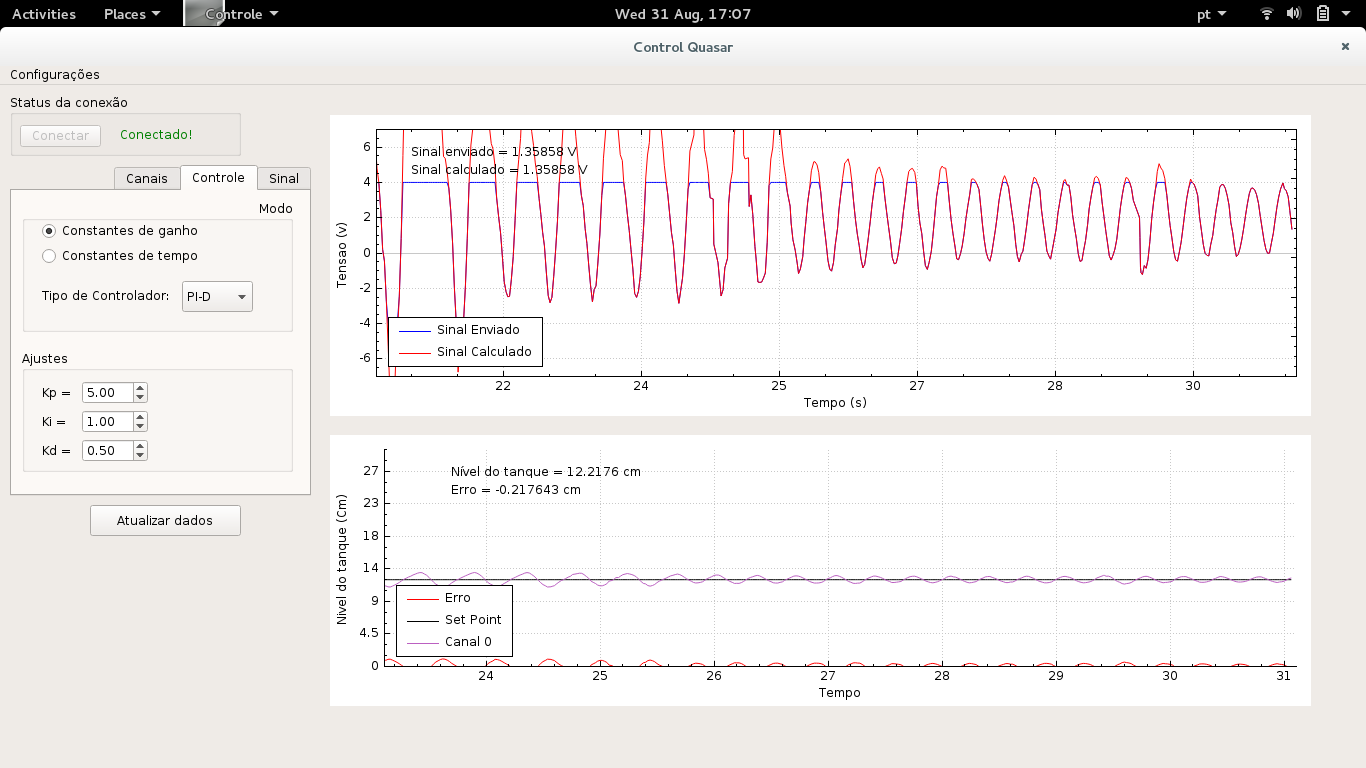 Activities Places Controle Wed 31 Aug, 17:07 pt
Control Quasar
Configurações
Status da conexão
Conectar Conectado!
Canais Controle Sinal
Modo
Constantes de ganho
Constantes de tempo
Tipo de Controlador: PI-D
Ajustes
Kp = 5.00
Ki = 1.00
Kd = 0.50
Atualizar dados
Tensao (v)
6
4
2
0
-2
-4
-6
Sinal enviado = 1.35858 V
Sinal calculado = 1.35858 V
Sinal Enviado
Sinal Calculado
22 24 25 27 28 30
Tempo (s)
Nivel do tanque (Cm)
27
23
18
14
9
4.5
0
Nível do tanque = 12.2176 cm
Erro = -0.217643 cm
Erro
Set Point
Canal 0
24 25 26 27 28 29 30 31
Tempo